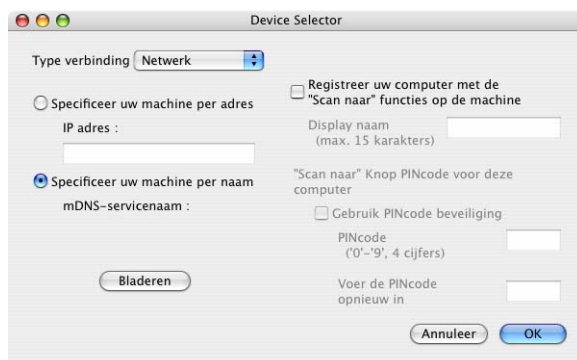 Device Selector
Type verbinding Netwerk
Specificeer uw machine per adres
IP adres :
Specificeer uw machine per naam
mDNS-servicenaam :
Bladeren
Registreer uw computer met de
"Scan naar" functies op de machine
Display naam
(max. 15 karakters)
"Scan naar" Knop PINcode voor deze
computer
Gebruik PINcode beveiliging
PINcode
('0'-'9', 4 cijfers)
Voer de PINcode
opnieuw in
Annuleer
OK